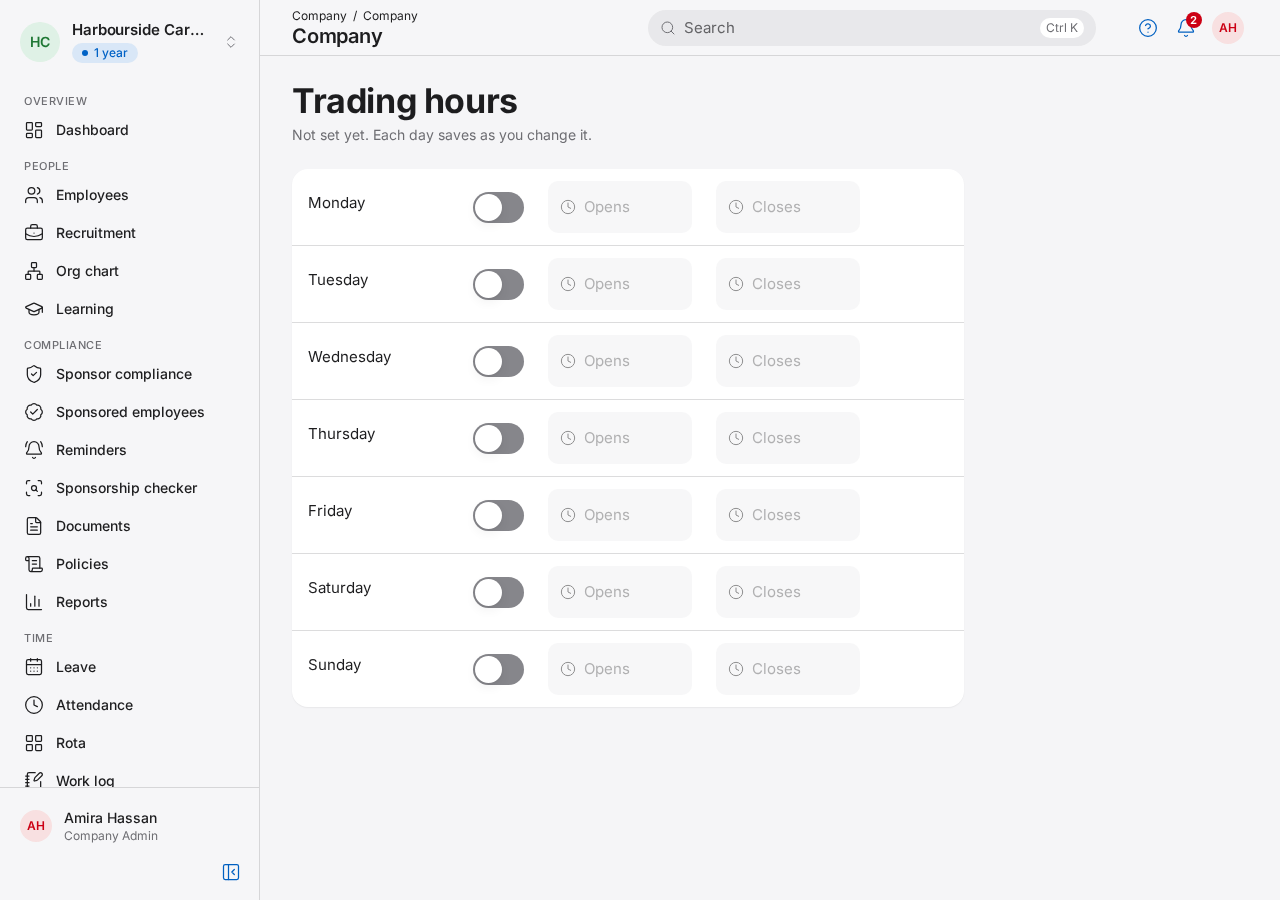 HC
Harbourside Car...
1 year
OVERVIEW
Dashboard
PEOPLE
Employees
Recruitment
Org chart
Learning
COMPLIANCE
Sponsor compliance
Sponsored employees
Reminders
Sponsorship checker
Documents
Policies
Reports
TIME
Leave
Attendance
Rota
Work log
AH
Amira Hassan
Company Admin
Company / Company
Company
Search
Ctrl K
2
AH
Trading hours
Not set yet. Each day saves as you change it.
Monday Opens Closes
Tuesday Opens Closes
Wednesday Opens Closes
Thursday Opens Closes
Friday Opens Closes
Saturday Opens Closes
Sunday Opens Closes